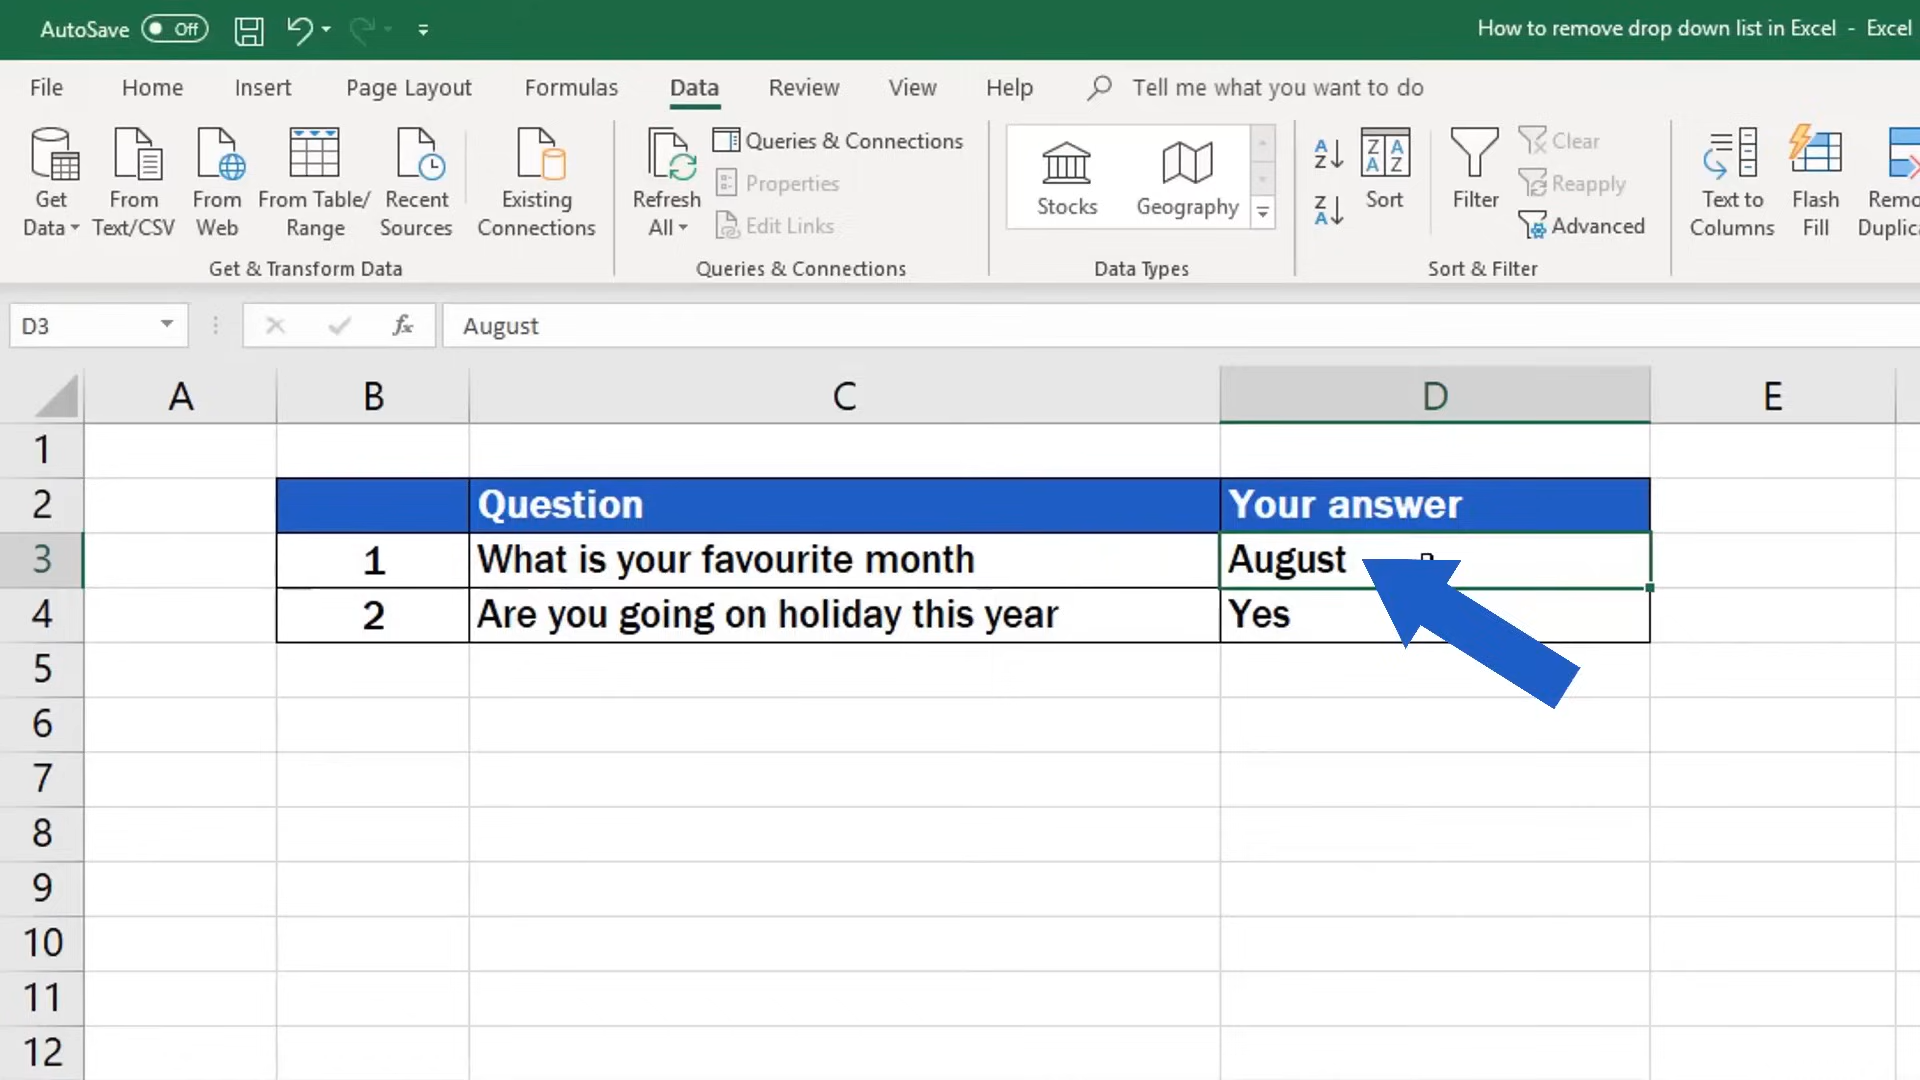 AutoSave Off How to remove drop down list in Excel - Excel
File Home Insert Page Layout Formulas Data Review View Help Tell me what you want to do
Get Data
From Text/CSV
From Web
From Table/ Range
Recent Sources
Existing Connections
Get & Transform Data
Refresh All
Queries & Connections
Properties
Edit Links
Queries & Connections
Stocks
Geography
Data Types
Sort
Filter
Clear
Reapply
Advanced
Sort & Filter
Text to Columns
Flash Fill
Remo
Duplica
D3 fx August
A B C D E
1
2 Question Your answer
3 1 What is your favourite month August
4 2 Are you going on holiday this year Yes
5
6
7
8
9
10
11
12